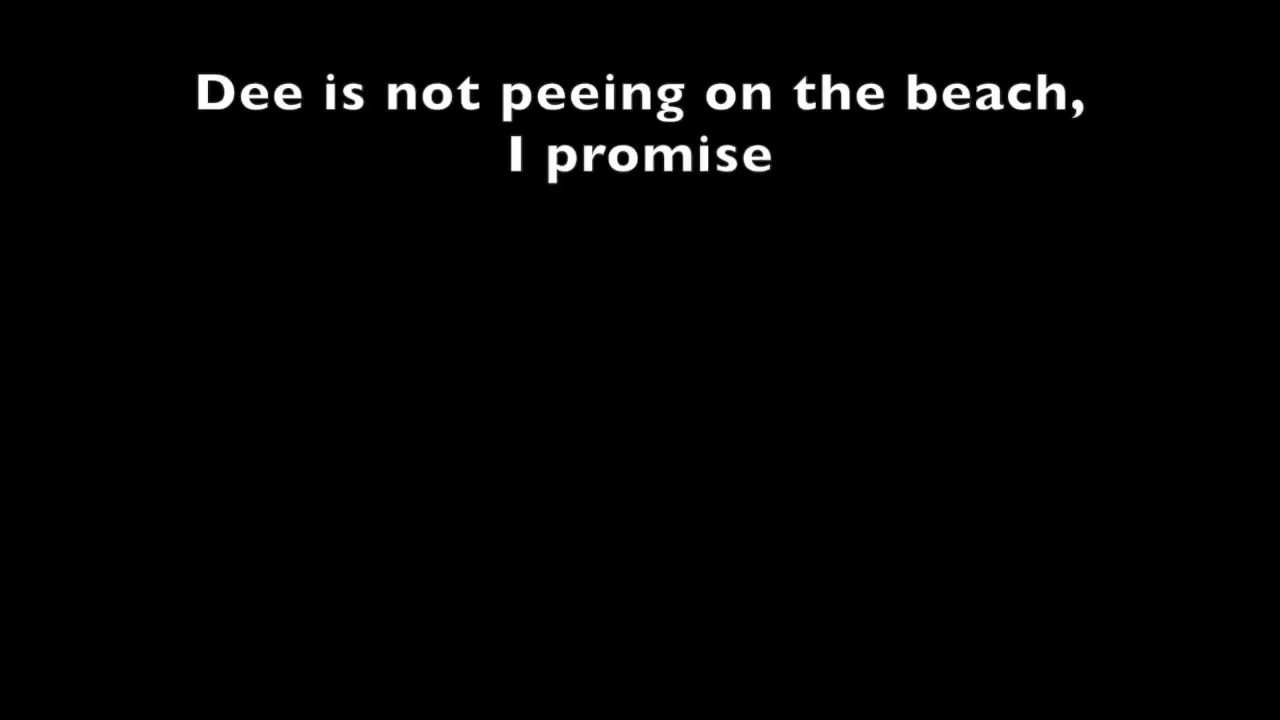 Dee is not peeing on the beach,
I promise